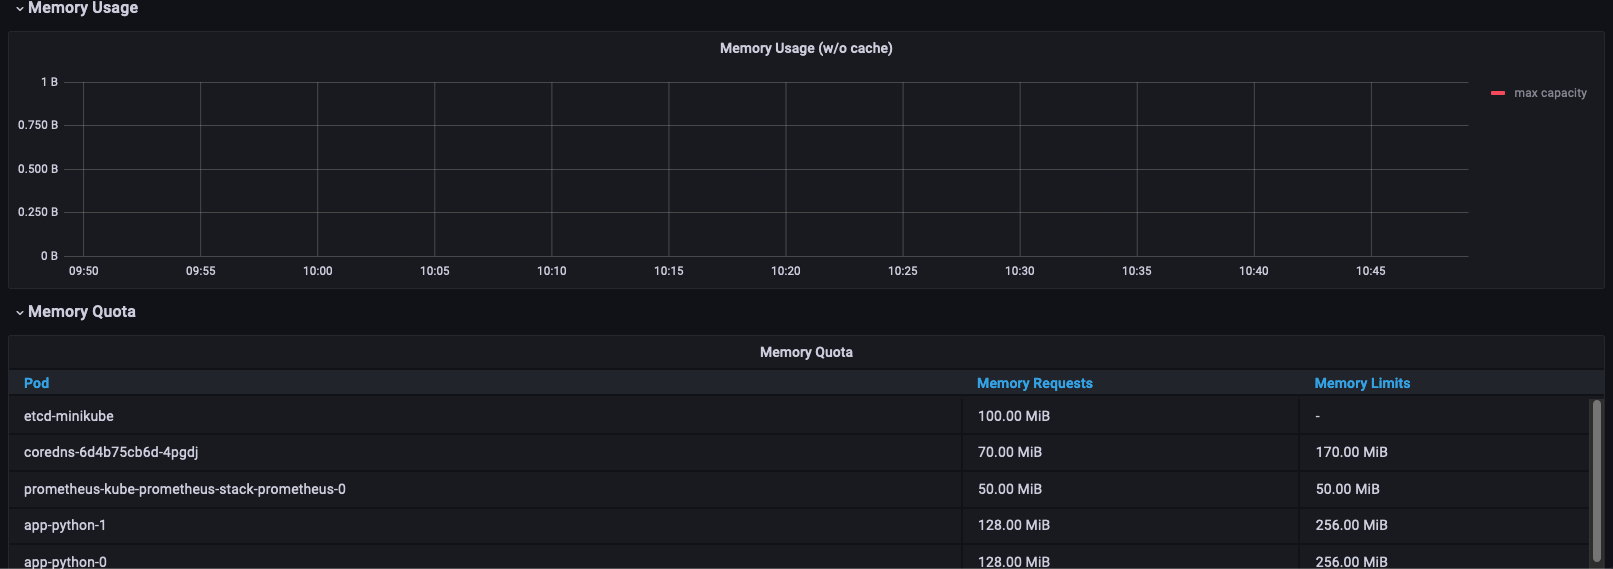 Memory Usage
Memory Usage (w/o cache)
1 B
0.750 B
0.500 B
0.250 B
0 B
09:50 09:55 10:00 10:05 10:10 10:15 10:20 10:25 10:30 10:35 10:40 10:45
max capacity
Memory Quota
Memory Quota
Pod Memory Requests Memory Limits
etcd-minikube 100.00 MiB -
coredns-6d4b75cb6d-4pgdj 70.00 MiB 170.00 MiB
prometheus-kube-prometheus-stack-prometheus-0 50.00 MiB 50.00 MiB
app-python-1 128.00 MiB 256.00 MiB
app-python-0 128.00 MiB 256.00 MiB